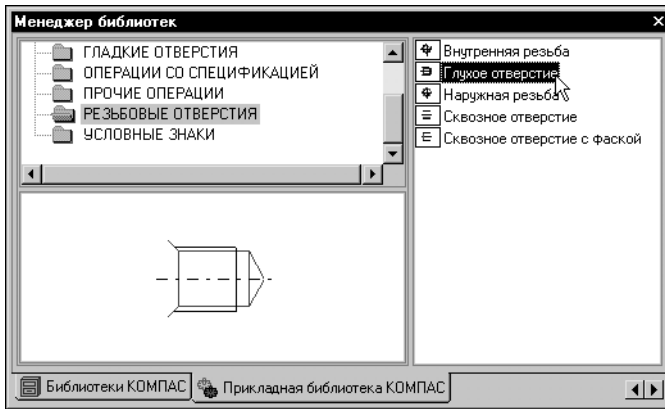 Менеджер библиотек
ГЛАДКИЕ ОТВЕРСТИЯ
ОПЕРАЦИИ СО СПЕЦИФИКАЦИЕЙ
ПРОЧИЕ ОПЕРАЦИИ
РЕЗЬБОВЫЕ ОТВЕРСТИЯ
УСЛОВНЫЕ ЗНАКИ
Внутренняя резьба
Глухое отверстие
Наружная резьба
Сквозное отверстие
Сквозное отверстие с фаской
Библиотеки КОМПАС
Прикладная библиотека КОМПАС